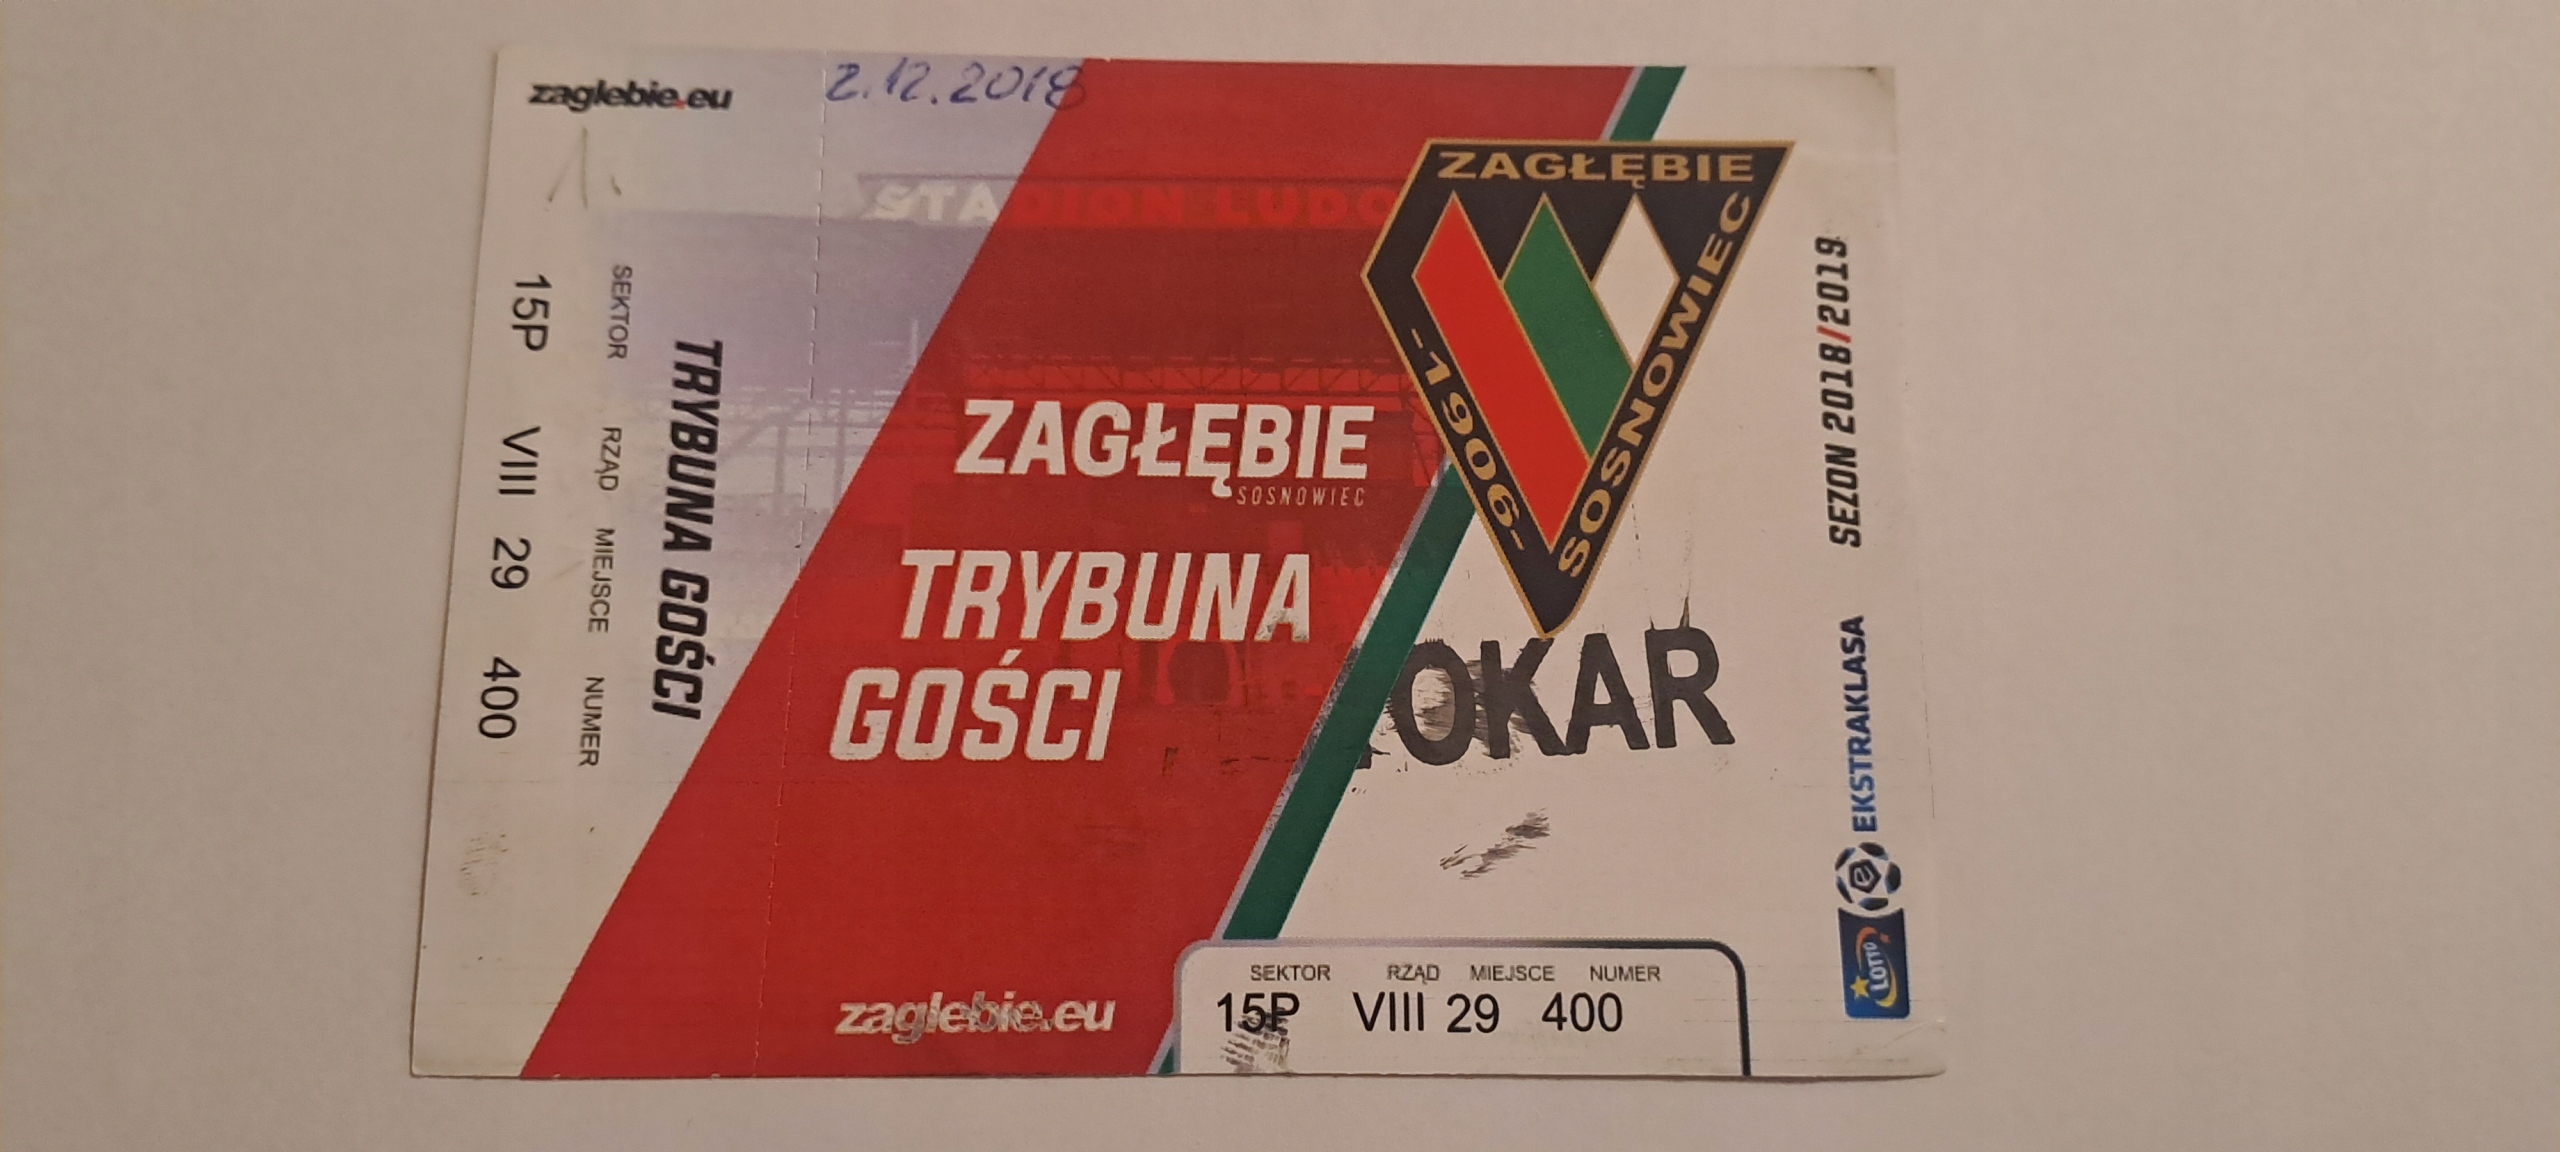 zaglebie.eu
2.12.2018
1.
SEKTOR RZĄD MIEJSCE NUMER
15P VIII 29 400
TRYBUNA GOŚCI
STADION LUDO
ZAGŁĘBIE
SOSNOWIEC
TRYBUNA
GOŚCI
zaglebie.eu
ZAGŁĘBIE
SOSNOWIEC
-1906-
OKAR
SEKTOR RZĄD MIEJSCE NUMER
15P VIII 29 400
SEZON 2018/2019
EKSTRAKLASA
LOTTO